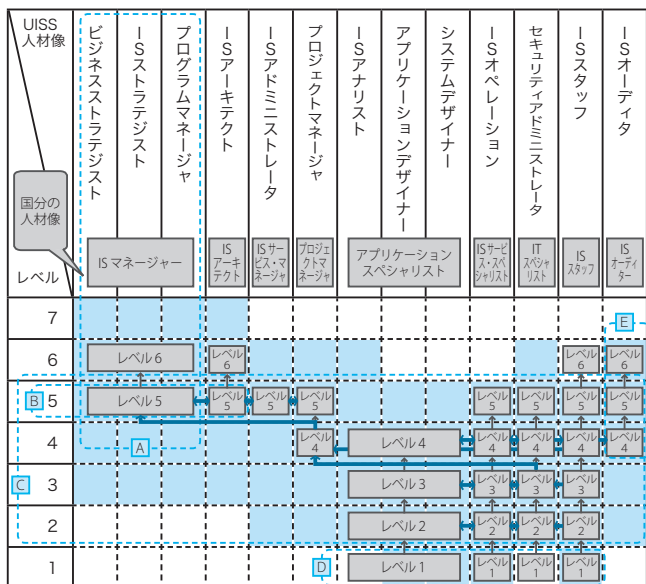 UISS
人材像
ビジネスストラテジスト
ISストラテジスト
プログラムマネージャ
ISアーキテクト
ISアドミニストレータ
プロジェクトマネージャ
ISアナリスト
アプリケーションデザイナー
システムデザイナー
ISオペレーション
セキュリティアドミニストレータ
ISスタッフ
ISオーディタ
国分の
人材像
レベル
ISマネージャー
IS
アー
キテ
クト
ISサー
ビス・マ
ネージャ
プロジェ
クトマ
ネージャ
アプリケーション
スペシャリスト
ISサービ
ス・スペ
シャリスト
IT
スペシャ
リスト
IS
スタッフ
IS
オーディ
ター
7
E
6
レベル6
レベル
6
レベル
6
レベル
6
B
5
レベル5
レベル
5
レベル
5
レベル
5
レベル
5
レベル
5
レベル
5
レベル
5
A
4
レベル
4
レベル4
レベル
4
レベル
4
レベル
4
レベル
4
C
3
レベル3
レベル
3
レベル
3
レベル
3
2
レベル2
レベル
2
レベル
2
レベル
2
D
1
レベル1
レベル
1
レベル
1
レベル
1